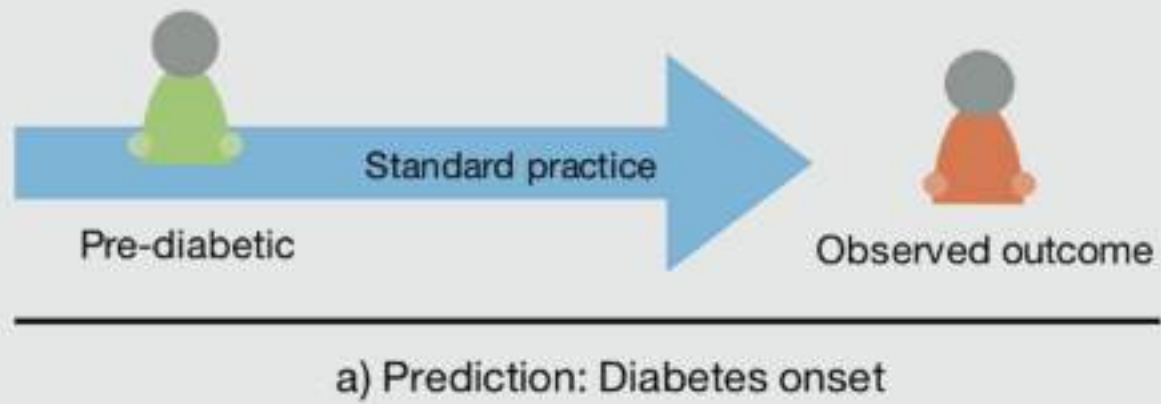 Standard practice
Pre-diabetic
Observed outcome
a) Prediction: Diabetes onset